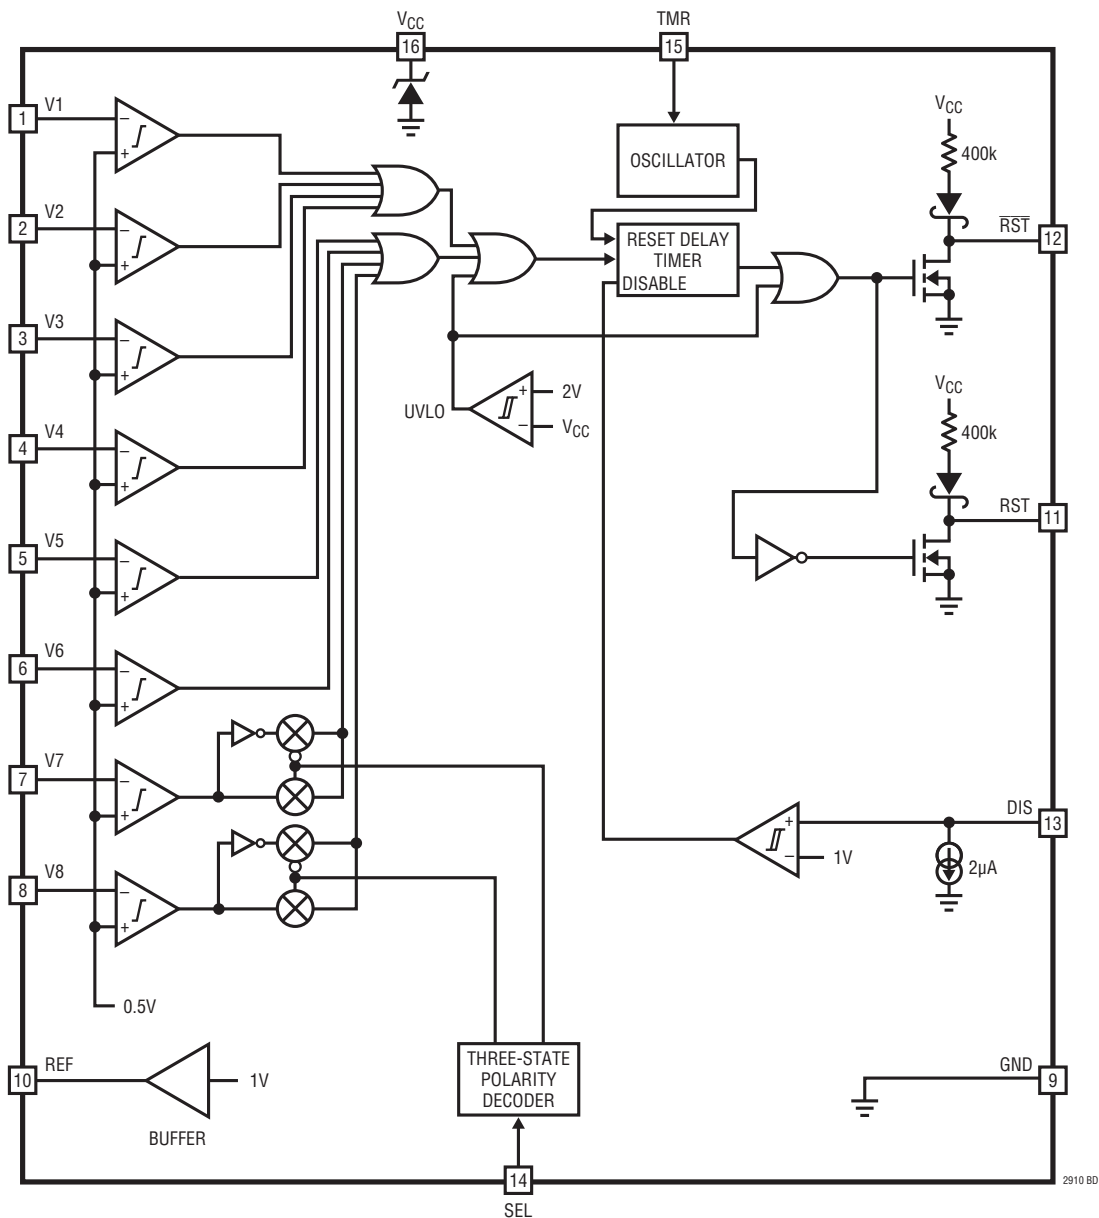 VCC
TMR
16
15
1
V1
–
+
OSCILLATOR
VCC
400k
2
V2
–
+
RESET DELAY
TIMER
DISABLE
RST
12
3
V3
–
+
UVLO
+
2V
–
VCC
VCC
400k
4
V4
–
+
RST
11
5
V5
–
+
6
V6
–
+
7
V7
–
+
DIS
13
+
–
1V
2µA
8
V8
–
+
0.5V
10
REF
1V
BUFFER
THREE-STATE
POLARITY
DECODER
GND
9
14
SEL
2910 BD